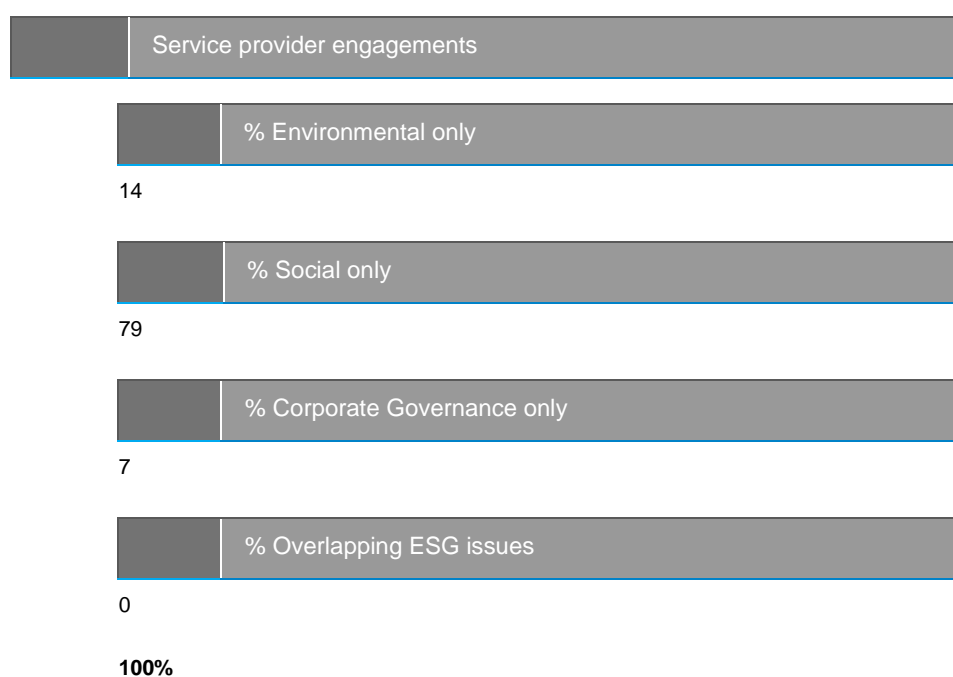 Service provider engagements
% Environmental only
14
% Social only
79
% Corporate Governance only
7
% Overlapping ESG issues
0
100%